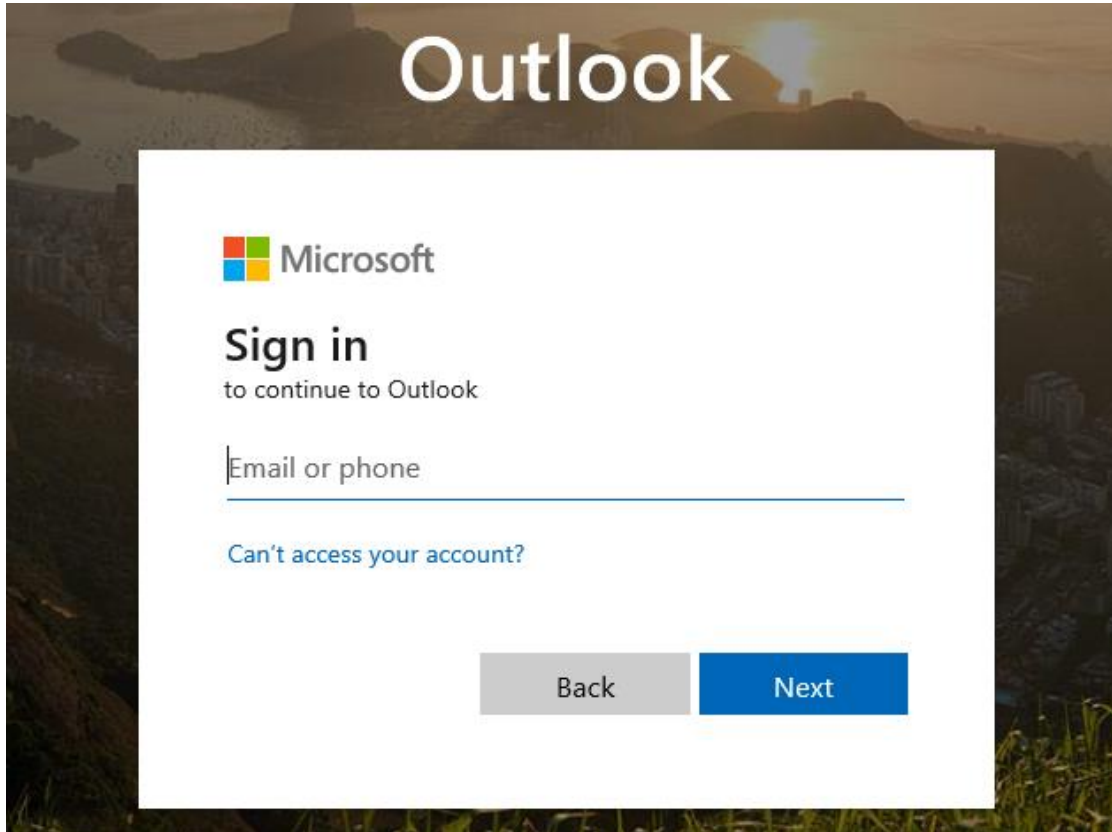 Outlook
Microsoft
Sign in
to continue to Outlook
Email or phone
Can't access your account?
Back
Next